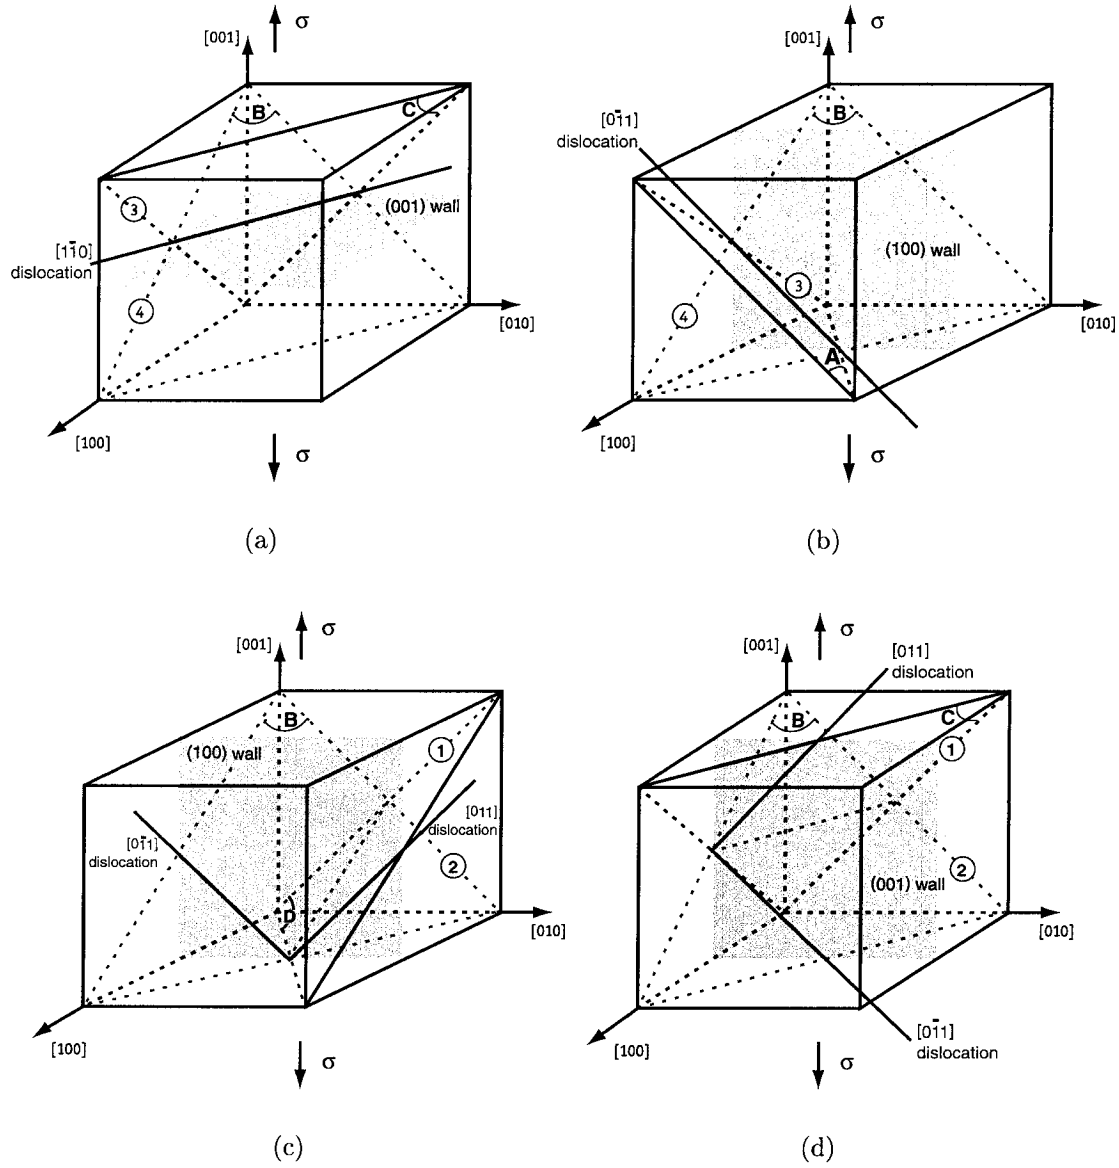 σ
[001]
B
C
③
(001) wall
[11̄0]
dislocation
④
[010]
[100]
σ
(a)
σ
[001]
B
[01̄1]
dislocation
(100) wall
③
④
A
[010]
[100]
σ
(b)
σ
[001]
B
(100) wall
①
[01̄1]
dislocation
[011]
dislocation
②
D
[010]
[100]
σ
(c)
σ
[011]
dislocation
[001]
B
C
①
②
(001) wall
[010]
[100]
[01̄1]
dislocation
σ
(d)